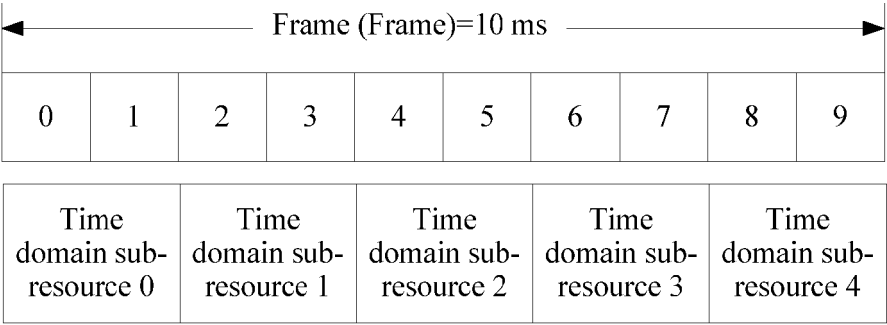 Frame (Frame)=10 ms
0 1 2 3 4 5 6 7 8 9
Time
domain sub-
resource 0
Time
domain sub-
resource 1
Time
domain sub-
resource 2
Time
domain sub-
resource 3
Time
domain sub-
resource 4